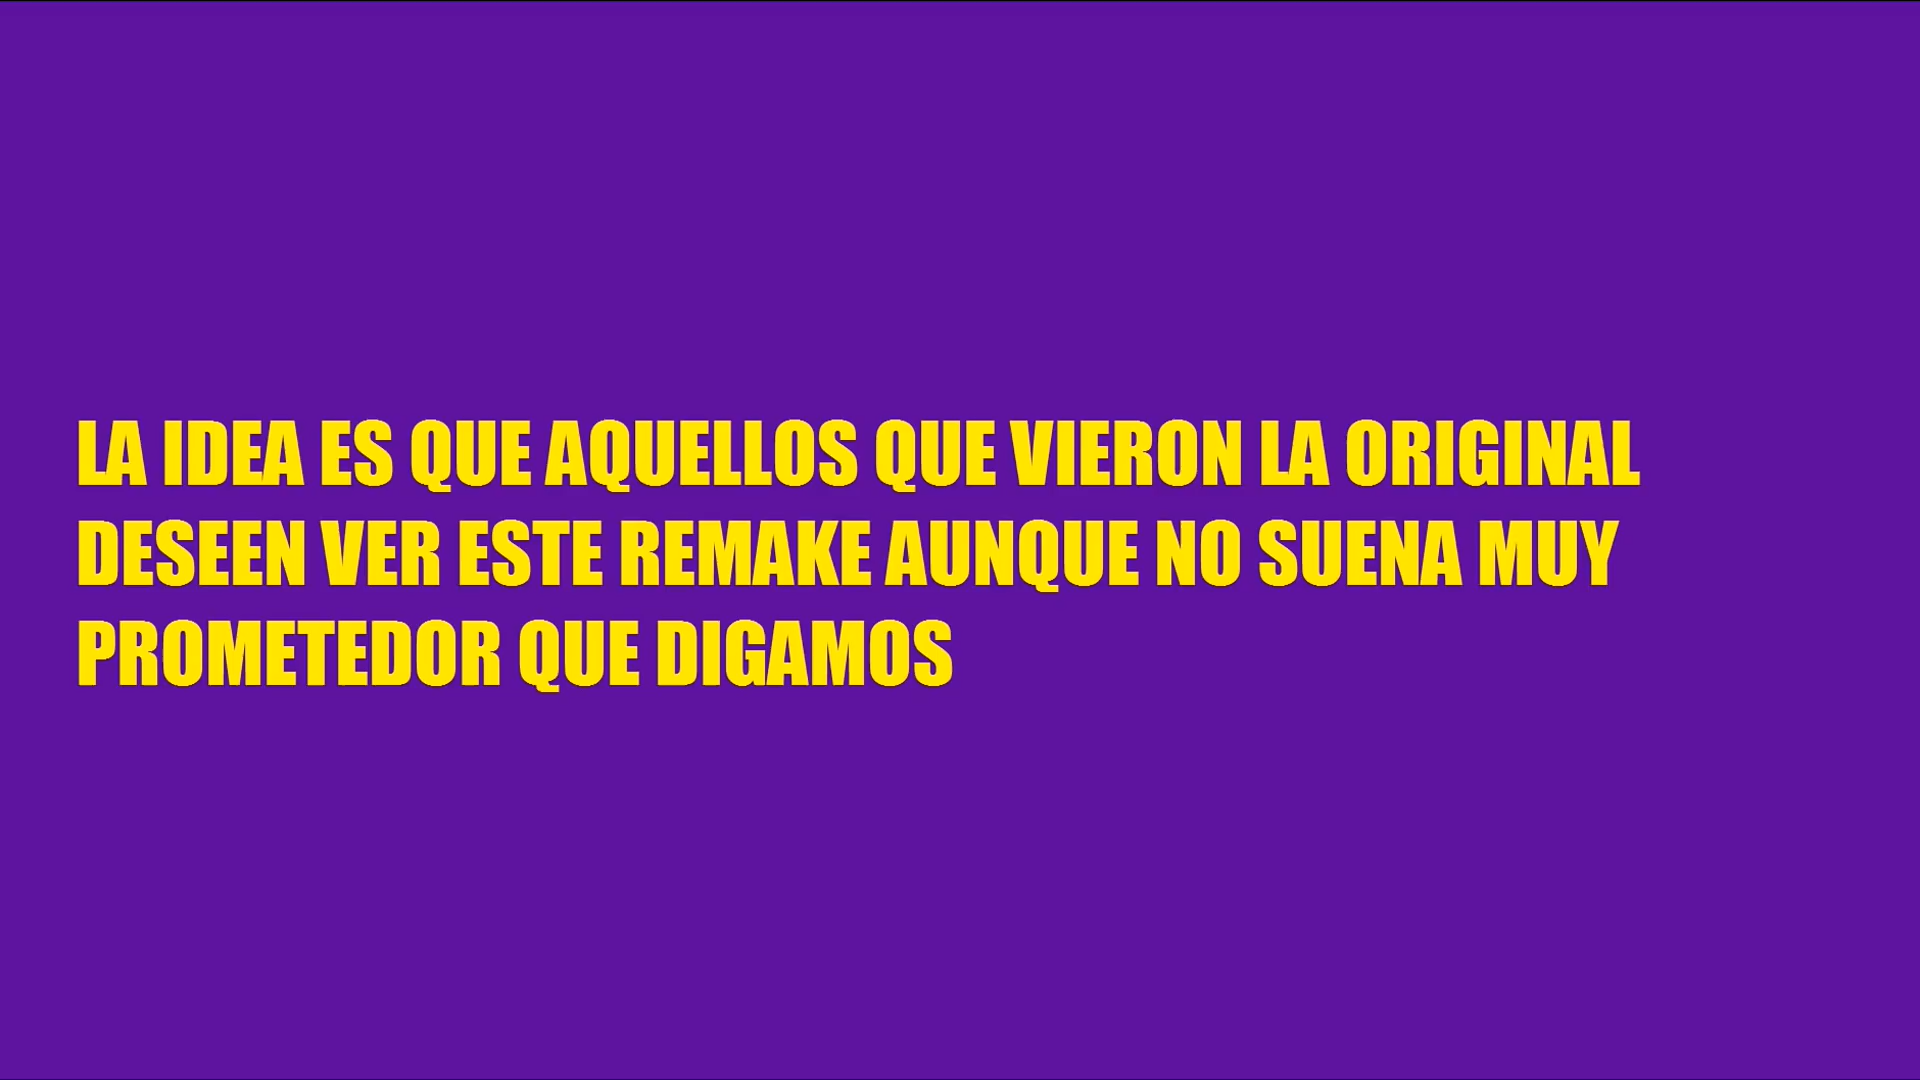 LA IDEA ES QUE AQUELLOS QUE VIERON LA ORIGINAL
DESEEN VER ESTE REMAKE AUNQUE NO SUENA MUY
PROMETEDOR QUE DIGAMOS